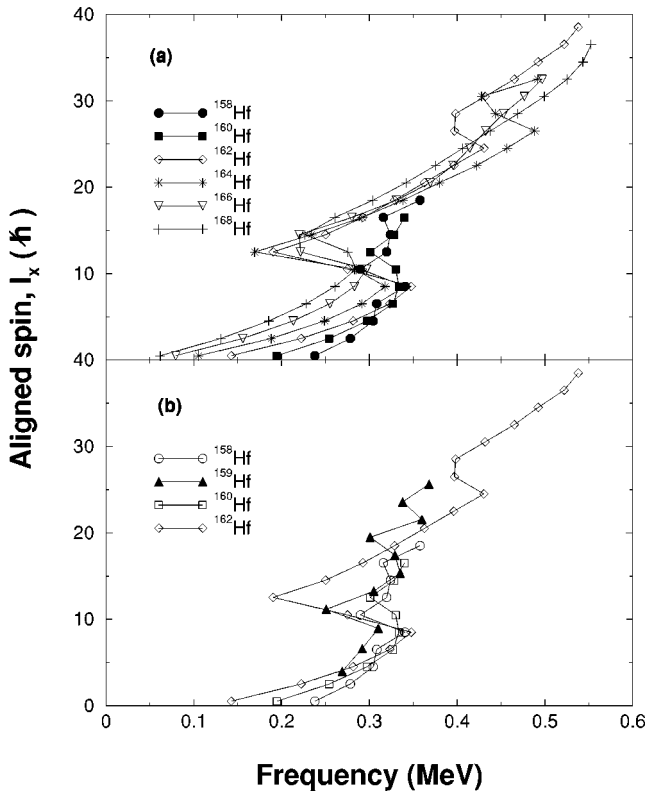 40
(a)
30
¹⁵⁸Hf
¹⁶⁰Hf
¹⁶²Hf
20
¹⁶⁴Hf
¹⁶⁶Hf
¹⁶⁸Hf
10
Aligned spin, I_x (ℏ)
40
(b)
30
¹⁵⁸Hf
¹⁵⁹Hf
¹⁶⁰Hf
20
¹⁶²Hf
10
0
0 0.1 0.2 0.3 0.4 0.5 0.6
Frequency (MeV)